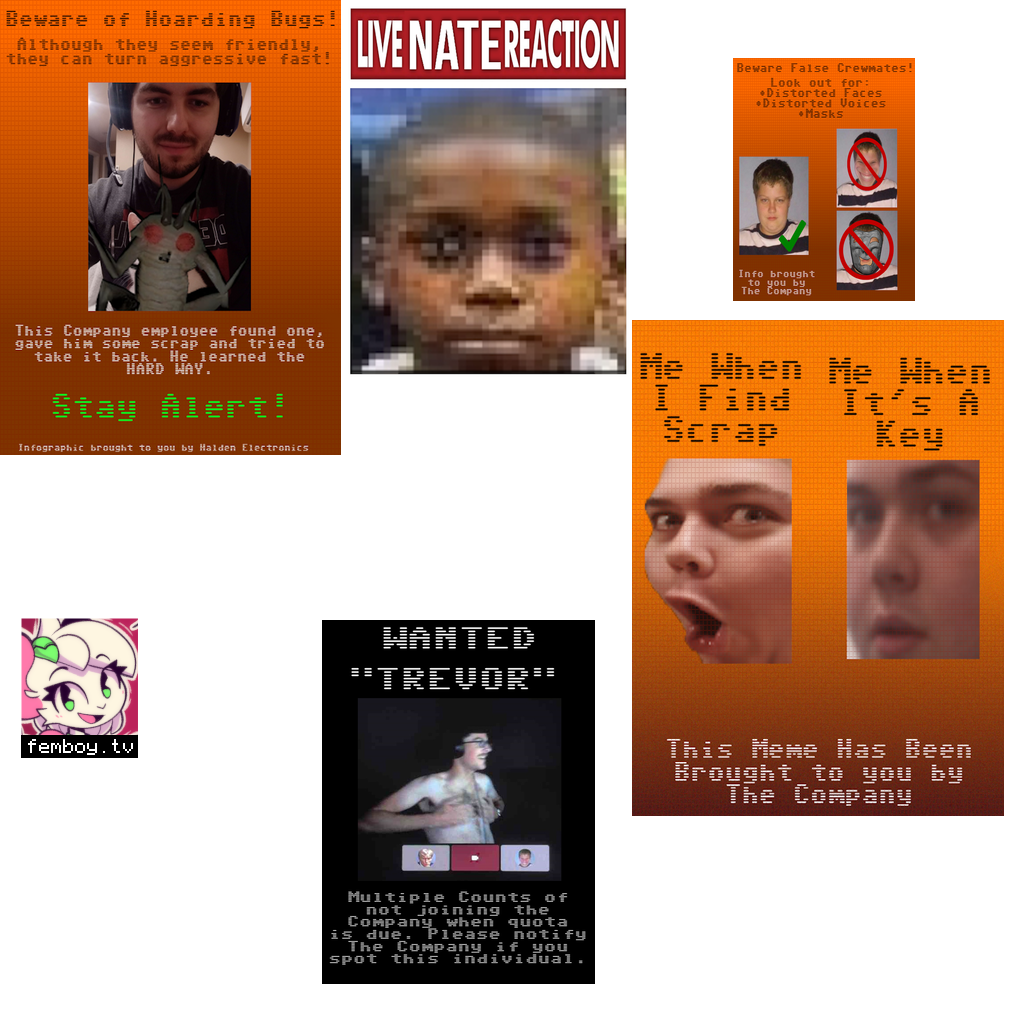 Beware of Hoarding Bugs!
Although they seem friendly,
they can turn aggressive fast!
This Company employee found one,
gave him some scrap and tried to
take it back. He learned the
HARD WAY.
Stay Alert!
Infographic brought to you by Halden Electronics
LIVE NATE REACTION
Beware False Crewmates!
Look out for:
♦Distorted Faces
♦Distorted Voices
♦Masks
Info brought
to you by
The Company
Me When
I Find
Scrap
Me When
It's A
Key
This Meme Has Been
Brought to you by
The Company
femboy.tv
WANTED
"TREVOR"
Multiple Counts of
not joining the
Company when quota
is due. Please notify
The Company if you
spot this individual.